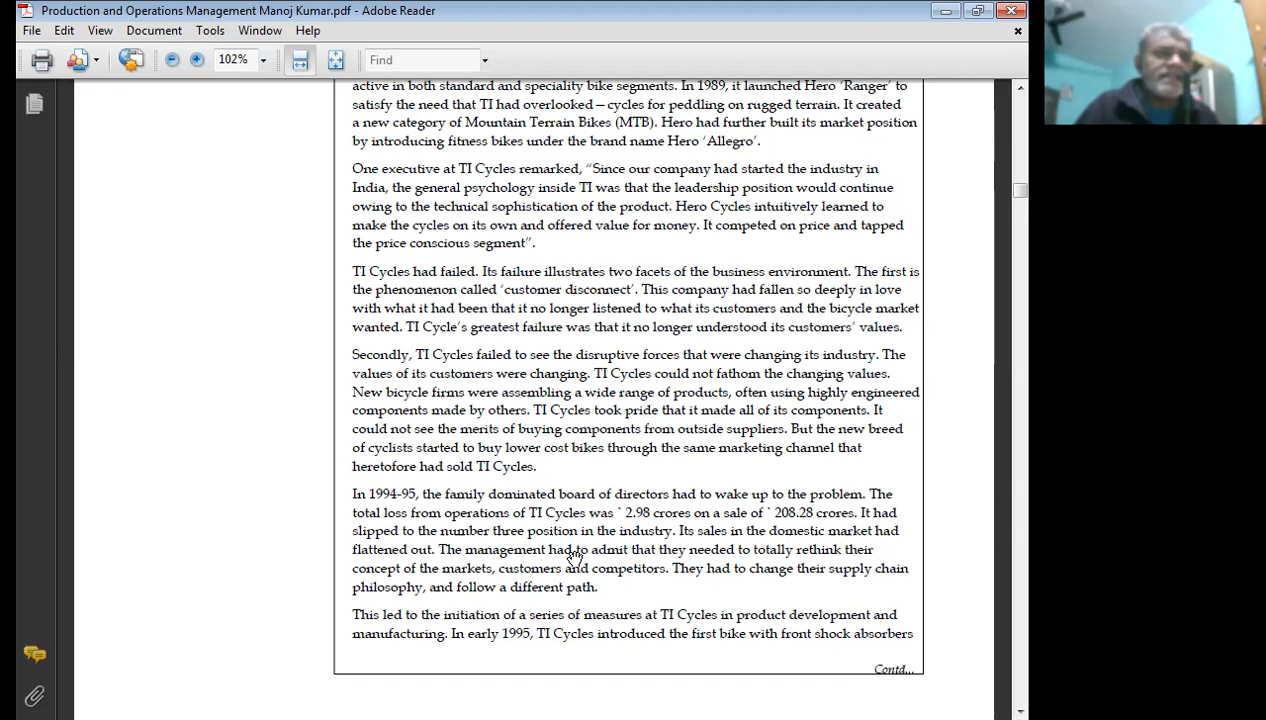 Production and Operations Management Manoj Kumar.pdf - Adobe Reader
File Edit View Document Tools Window Help
102% Find
active in both standard and speciality bike segments. In 1989, it launched Hero ‘Ranger’ to
satisfy the need that TI had overlooked—cycles for peddling on rugged terrain. It created
a new category of Mountain Terrain Bikes (MTB). Hero had further built its market position
by introducing fitness bikes under the brand name Hero ‘Allegro’.
One executive at TI Cycles remarked, “Since our company had started the industry in
India, the general psychology inside TI was that the leadership position would continue
owing to the technical sophistication of the product. Hero Cycles intuitively learned to
make the cycles on its own and offered value for money. It competed on price and tapped
the price conscious segment”.
TI Cycles had failed. Its failure illustrates two facets of the business environment. The first is
the phenomenon called ‘customer disconnect’. This company had fallen so deeply in love
with what it had been that it no longer listened to what its customers and the bicycle market
wanted. TI Cycle’s greatest failure was that it no longer understood its customers’ values.
Secondly, TI Cycles failed to see the disruptive forces that were changing its industry. The
values of its customers were changing. TI Cycles could not fathom the changing values.
New bicycle firms were assembling a wide range of products, often using highly engineered
components made by others. TI Cycles took pride that it made all of its components. It
could not see the merits of buying components from outside suppliers. But the new breed
of cyclists started to buy lower cost bikes through the same marketing channel that
heretofore had sold TI Cycles.
In 1994-95, the family dominated board of directors had to wake up to the problem. The
total loss from operations of TI Cycles was ` 2.98 crores on a sale of ` 208.28 crores. It had
slipped to the number three position in the industry. Its sales in the domestic market had
flattened out. The management had to admit that they needed to totally rethink their
concept of the markets, customers and competitors. They had to change their supply chain
philosophy, and follow a different path.
This led to the initiation of a series of measures at TI Cycles in product development and
manufacturing. In early 1995, TI Cycles introduced the first bike with front shock absorbers
Contd...